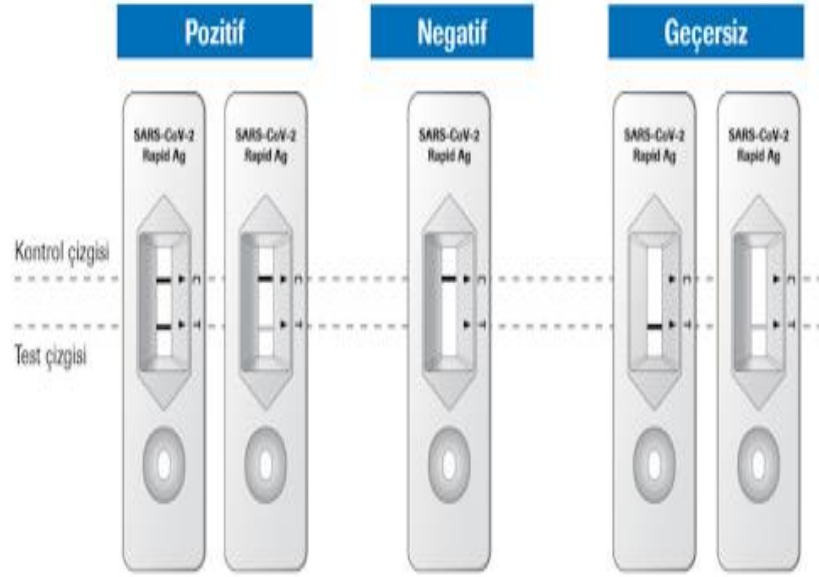 Pozitif
Negatif
Geçersiz
SARS-CoV-2
Rapid Ag
SARS-CoV-2
Rapid Ag
SARS-CoV-2
Rapid Ag
SARS-CoV-2
Rapid Ag
SARS-CoV-2
Rapid Ag
Kontrol çizgisi
C
C
C
C
C
Test çizgisi
T
T
T
T
T